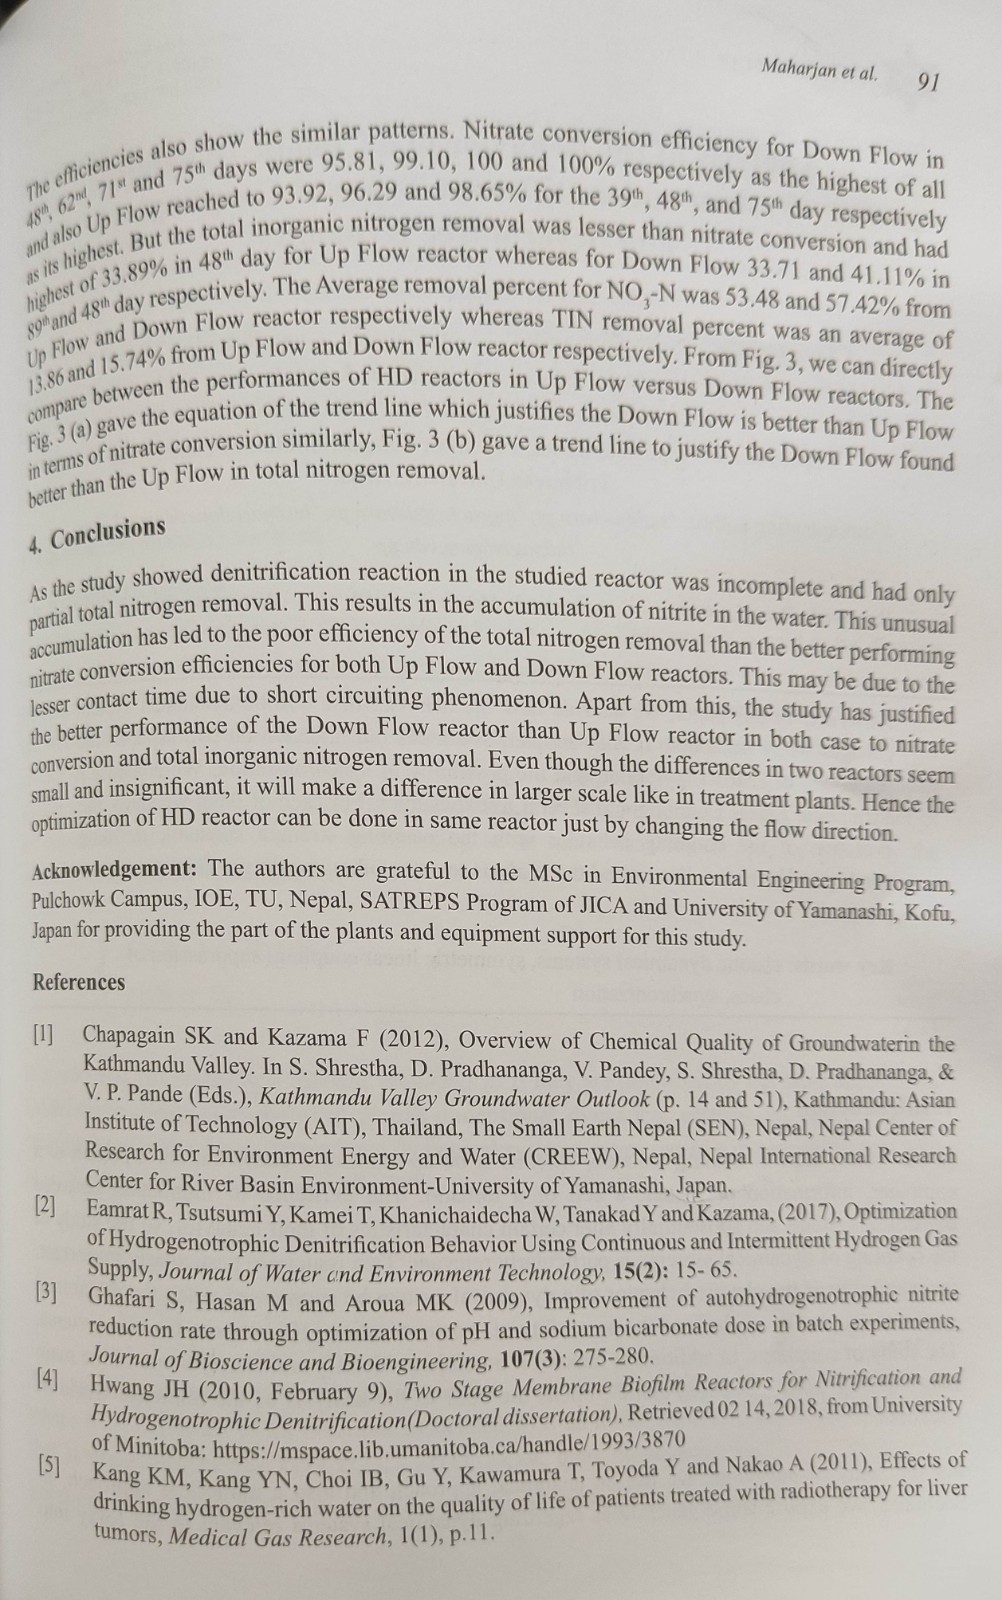 Maharjan et al. 91
The efficiencies also show the similar patterns. Nitrate conversion efficiency for Down Flow in
48th, 62nd, 71st and 75th days were 95.81, 99.10, 100 and 100% respectively as the highest of all
and also Up Flow reached to 93.92, 96.29 and 98.65% for the 39th, 48th, and 75th day respectively
as its highest. But the total inorganic nitrogen removal was lesser than nitrate conversion and had
highest of 33.89% in 48th day for Up Flow reactor whereas for Down Flow 33.71 and 41.11% in
89th and 48th day respectively. The Average removal percent for NO3-N was 53.48 and 57.42% from
Up Flow and Down Flow reactor respectively whereas TIN removal percent was an average of
13.86 and 15.74% from Up Flow and Down Flow reactor respectively. From Fig. 3, we can directly
compare between the performances of HD reactors in Up Flow versus Down Flow reactors. The
Fig. 3 (a) gave the equation of the trend line which justifies the Down Flow is better than Up Flow
in terms of nitrate conversion similarly, Fig. 3 (b) gave a trend line to justify the Down Flow found
better than the Up Flow in total nitrogen removal.
4. Conclusions
As the study showed denitrification reaction in the studied reactor was incomplete and had only
partial total nitrogen removal. This results in the accumulation of nitrite in the water. This unusual
accumulation has led to the poor efficiency of the total nitrogen removal than the better performing
nitrate conversion efficiencies for both Up Flow and Down Flow reactors. This may be due to the
lesser contact time due to short circuiting phenomenon. Apart from this, the study has justified
the better performance of the Down Flow reactor than Up Flow reactor in both case to nitrate
conversion and total inorganic nitrogen removal. Even though the differences in two reactors seem
small and insignificant, it will make a difference in larger scale like in treatment plants. Hence the
optimization of HD reactor can be done in same reactor just by changing the flow direction.
Acknowledgement: The authors are grateful to the MSc in Environmental Engineering Program,
Pulchowk Campus, IOE, TU, Nepal, SATREPS Program of JICA and University of Yamanashi, Kofu,
Japan for providing the part of the plants and equipment support for this study.
References
[1] Chapagain SK and Kazama F (2012), Overview of Chemical Quality of Groundwaterin the
Kathmandu Valley. In S. Shrestha, D. Pradhananga, V. Pandey, S. Shrestha, D. Pradhananga, &
V. P. Pande (Eds.), Kathmandu Valley Groundwater Outlook (p. 14 and 51), Kathmandu: Asian
Institute of Technology (AIT), Thailand, The Small Earth Nepal (SEN), Nepal, Nepal Center of
Research for Environment Energy and Water (CREEW), Nepal, Nepal International Research
Center for River Basin Environment-University of Yamanashi, Japan.
[2] Eamrat R, Tsutsumi Y, Kamei T, Khanichaidecha W, Tanakad Y and Kazama, (2017), Optimization
of Hydrogenotrophic Denitrification Behavior Using Continuous and Intermittent Hydrogen Gas
Supply, Journal of Water and Environment Technology, 15(2): 15- 65.
[3] Ghafari S, Hasan M and Aroua MK (2009), Improvement of autohydrogenotrophic nitrite
reduction rate through optimization of pH and sodium bicarbonate dose in batch experiments,
Journal of Bioscience and Bioengineering, 107(3): 275-280.
[4] Hwang JH (2010, February 9), Two Stage Membrane Biofilm Reactors for Nitrification and
Hydrogenotrophic Denitrification(Doctoral dissertation), Retrieved 02 14, 2018, from University
of Minitoba: https://mspace.lib.umanitoba.ca/handle/1993/3870
[5] Kang KM, Kang YN, Choi IB, Gu Y, Kawamura T, Toyoda Y and Nakao A (2011), Effects of
drinking hydrogen-rich water on the quality of life of patients treated with radiotherapy for liver
tumors, Medical Gas Research, 1(1), p.11.